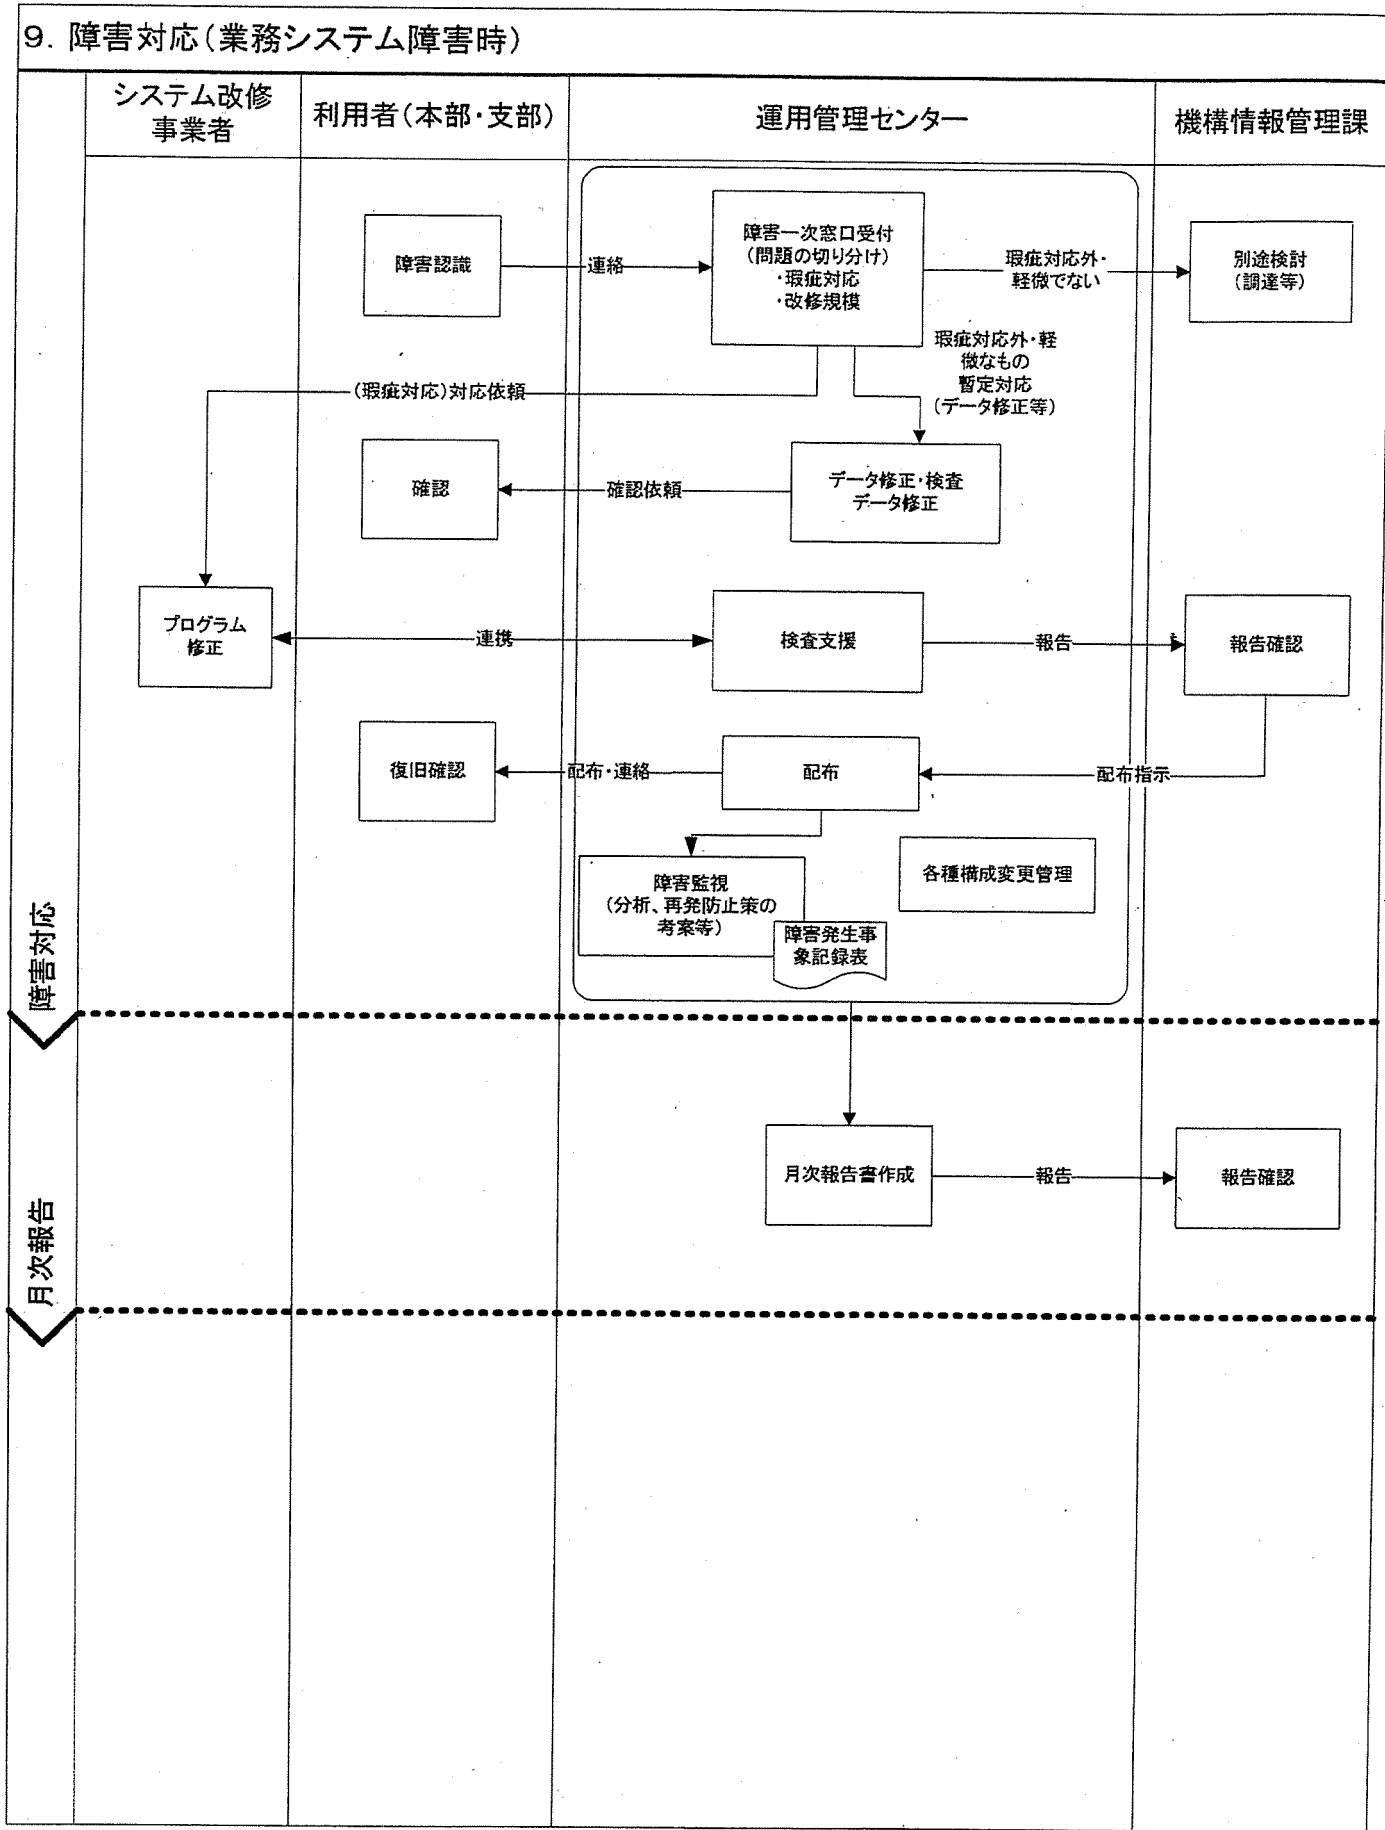 9. 障害対応(業務システム障害時)
システム改修
事業者
利用者(本部・支部)
運用管理センター
機構情報管理課
障害認識
連絡
障害一次窓口受付
(問題の切り分け)
・瑕疵対応
・改修規模
瑕疵対応外・
軽微でない
別途検討
(調達等)
瑕疵対応外・軽
微なもの
暫定対応
(データ修正等)
(瑕疵対応)対応依頼
確認
確認依頼
データ修正・検査
データ修正
プログラム
修正
連携
検査支援
報告
報告確認
復旧確認
配布・連絡
配布
配布指示
障害監視
(分析、再発防止策の
考案等)
障害発生事
象記録表
各種構成変更管理
障害対応
月次報告書作成
報告
報告確認
月次報告